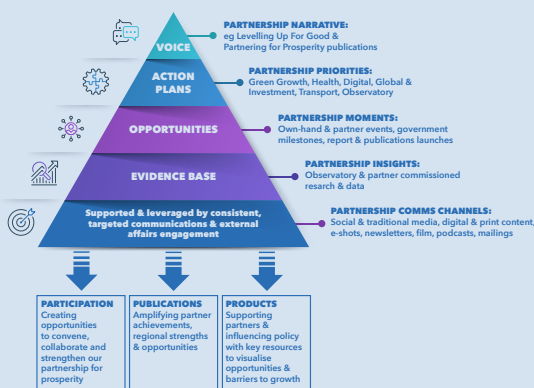 VOICE
PARTNERSHIP NARRATIVE:
eg Levelling Up For Good &
Partnering for Prosperity publications
ACTION
PLANS
PARTNERSHIP PRIORITIES:
Green Growth, Health, Digital, Global &
Investment, Transport, Observatory
OPPORTUNITIES
PARTNERSHIP MOMENTS:
Own-hand & partner events, government
milestones, report & publications launches
EVIDENCE BASE
PARTNERSHIP INSIGHTS:
Observatory & partner commissioned
resarch & data
Supported & leveraged by consistent,
targeted communications & external
affairs engagement
PARTNERSHIP COMMS CHANNELS:
Social & traditional media, digital & print content,
e-shots, newsletters, film, podcasts, mailings
PARTICIPATION
Creating
opportunities
to convene,
collaborate and
strengthen our
partnership for
prosperity
PUBLICATIONS
Amplifying partner
achievements,
regional strengths
& opportunities
PRODUCTS
Supporting
partners &
influencing policy
with key resources
to visualise
opportunities &
barriers to growth